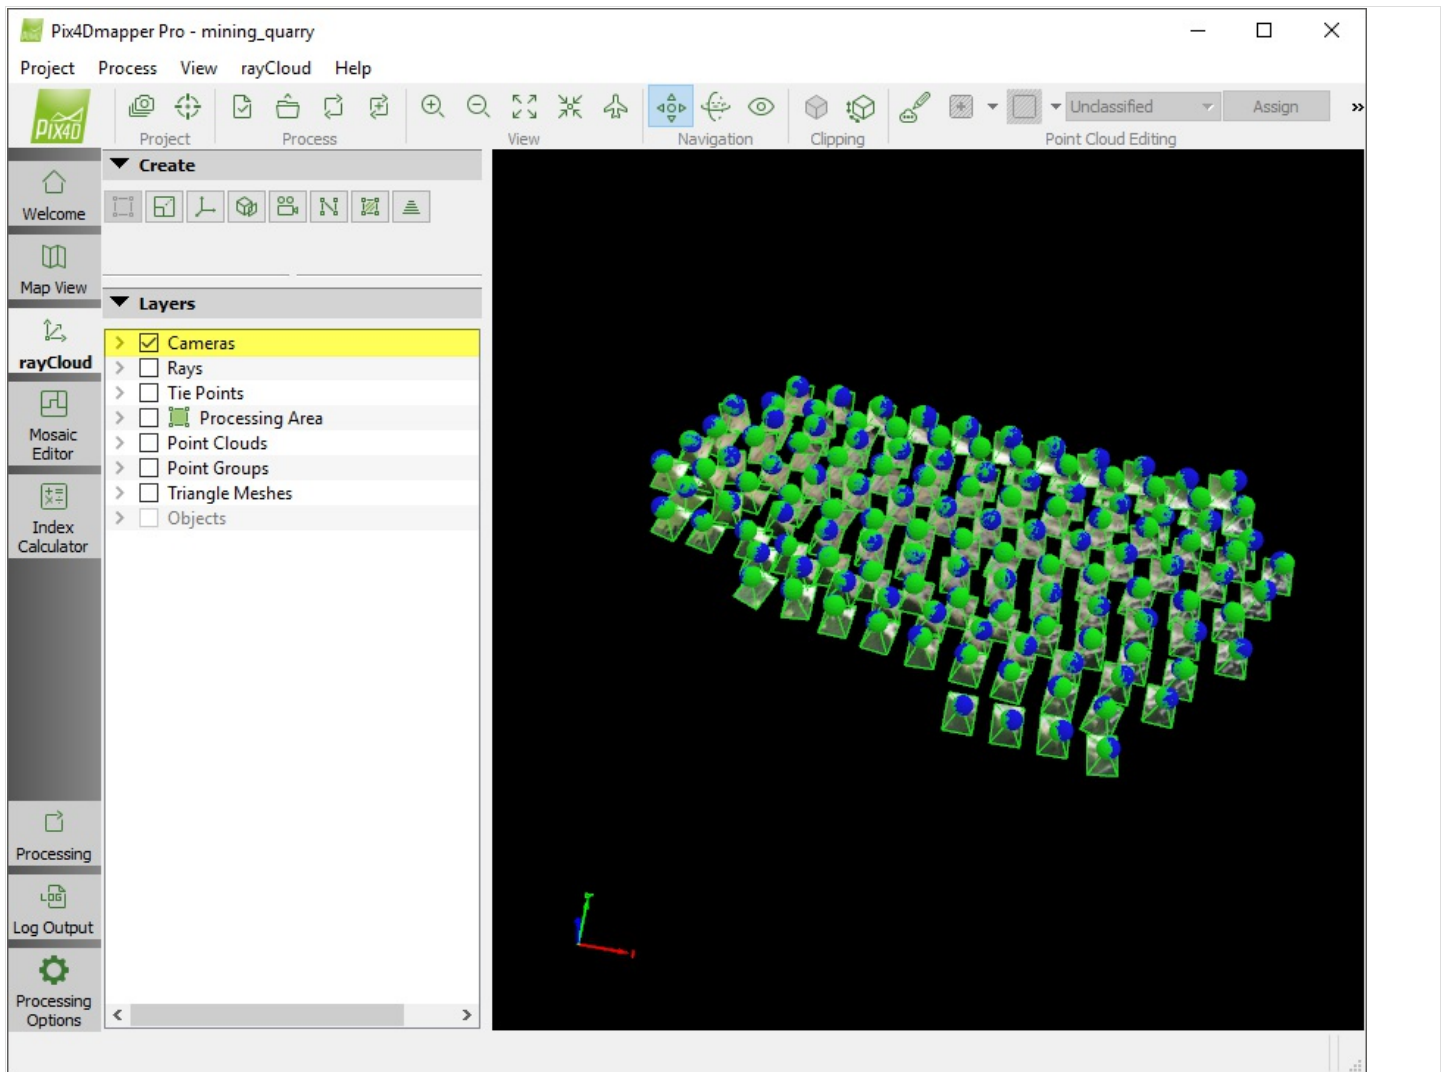 Pix4Dmapper Pro - mining_quarry
Project Process View rayCloud Help
PIX4D
Unclassified Assign »
Project Process View Navigation Clipping Point Cloud Editing
Welcome
Map View
rayCloud
Mosaic
Editor
Index
Calculator
Processing
LOG
Log Output
Processing
Options
Create
Layers
Cameras
Rays
Tie Points
Processing Area
Point Clouds
Point Groups
Triangle Meshes
Objects